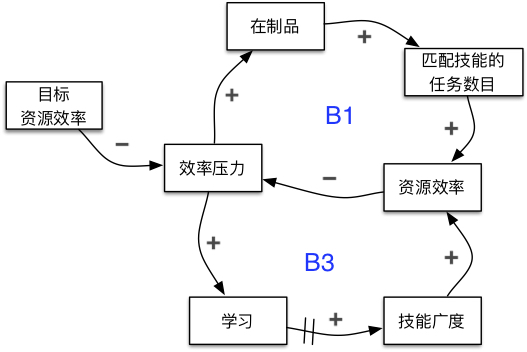 在制品
+
匹配技能的
任务数目
目标
资源效率
+
B1
+
−
效率压力
−
资源效率
+
B3
+
学习
+
技能广度